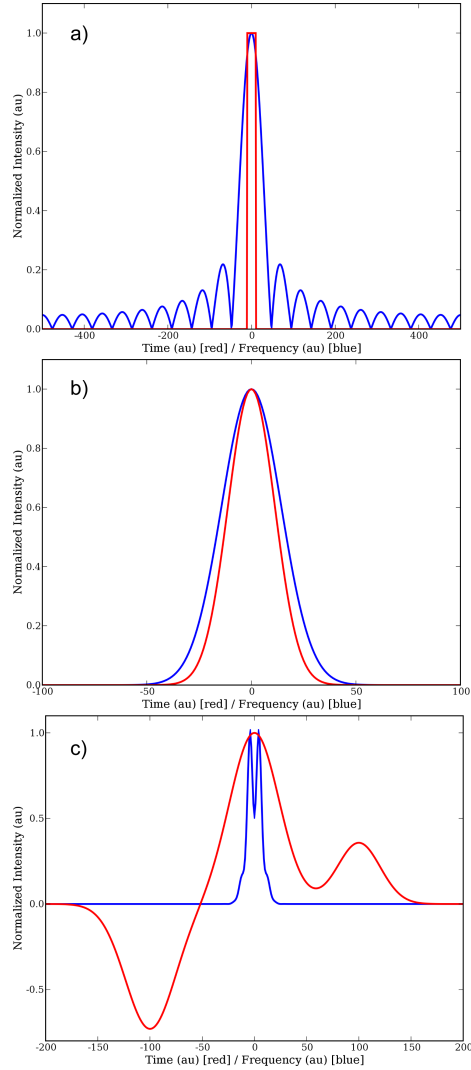 a)
Normalized Intensity (au)
1.0
0.8
0.6
0.4
0.2
0.0
-400 -200 0 200 400
Time (au) [red] / Frequency (au) [blue]
b)
Normalized Intensity (au)
1.0
0.8
0.6
0.4
0.2
0.0
-100 -50 0 50 100
Time (au) [red] / Frequency (au) [blue]
c)
Normalized Intensity (au)
1.0
0.5
0.0
-0.5
-200 -150 -100 -50 0 50 100 150 200
Time (au) [red] / Frequency (au) [blue]